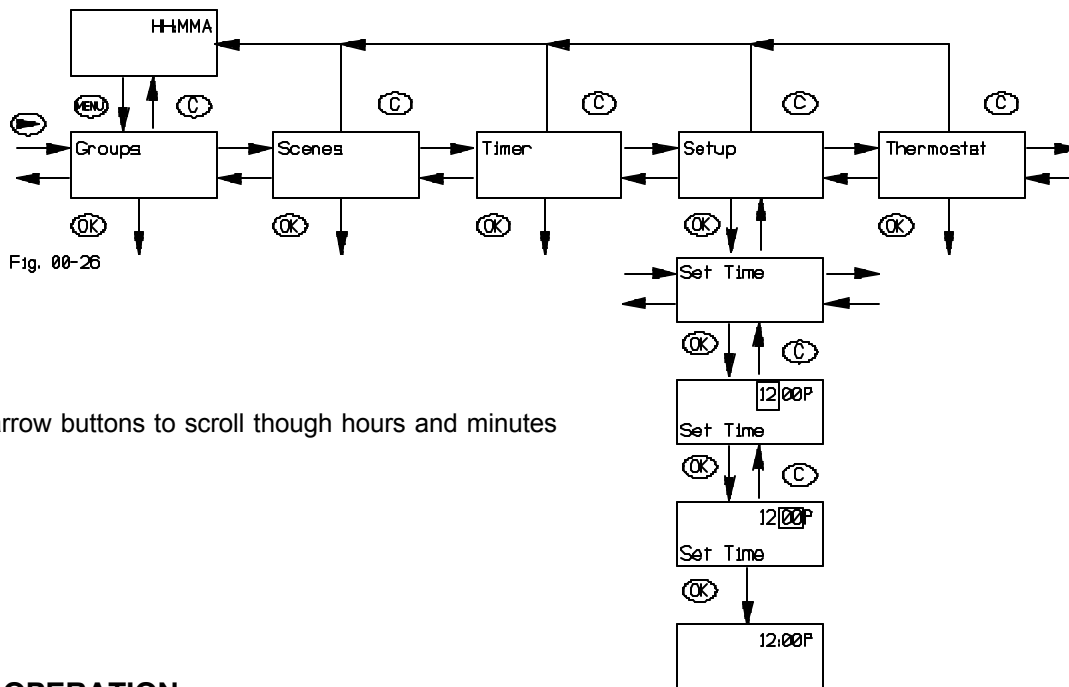 HH:MMA
MENU C C C C C
Groups Scenes Timer Setup Thermostat
OK OK OK OK OK
Fig. 00-26
Set Time
OK C
12:00P
arrow buttons to scroll though hours and minutes
Set Time
OK C
12:00P
Set Time
OK
12:00P
OPERATION